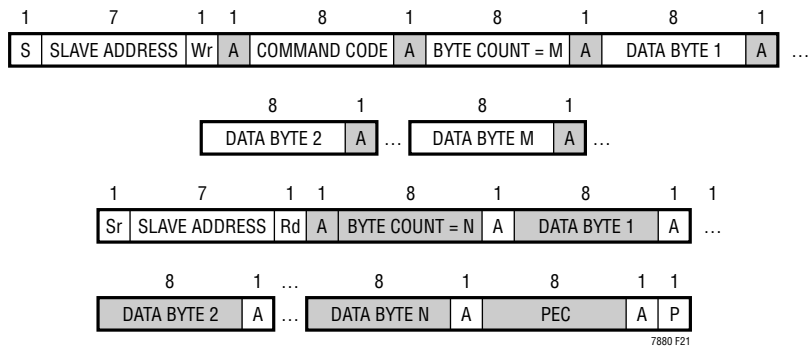 1 7 1 1 8 1 8 1 8 1
S SLAVE ADDRESS Wr A COMMAND CODE A BYTE COUNT = M A DATA BYTE 1 A …
8 1 8 1
DATA BYTE 2 A … DATA BYTE M A …
1 7 1 1 8 1 8 1 1
Sr SLAVE ADDRESS Rd A BYTE COUNT = N A DATA BYTE 1 A …
8 1 … 8 1 8 1 1
DATA BYTE 2 A … DATA BYTE N A PEC A P
7880 F21